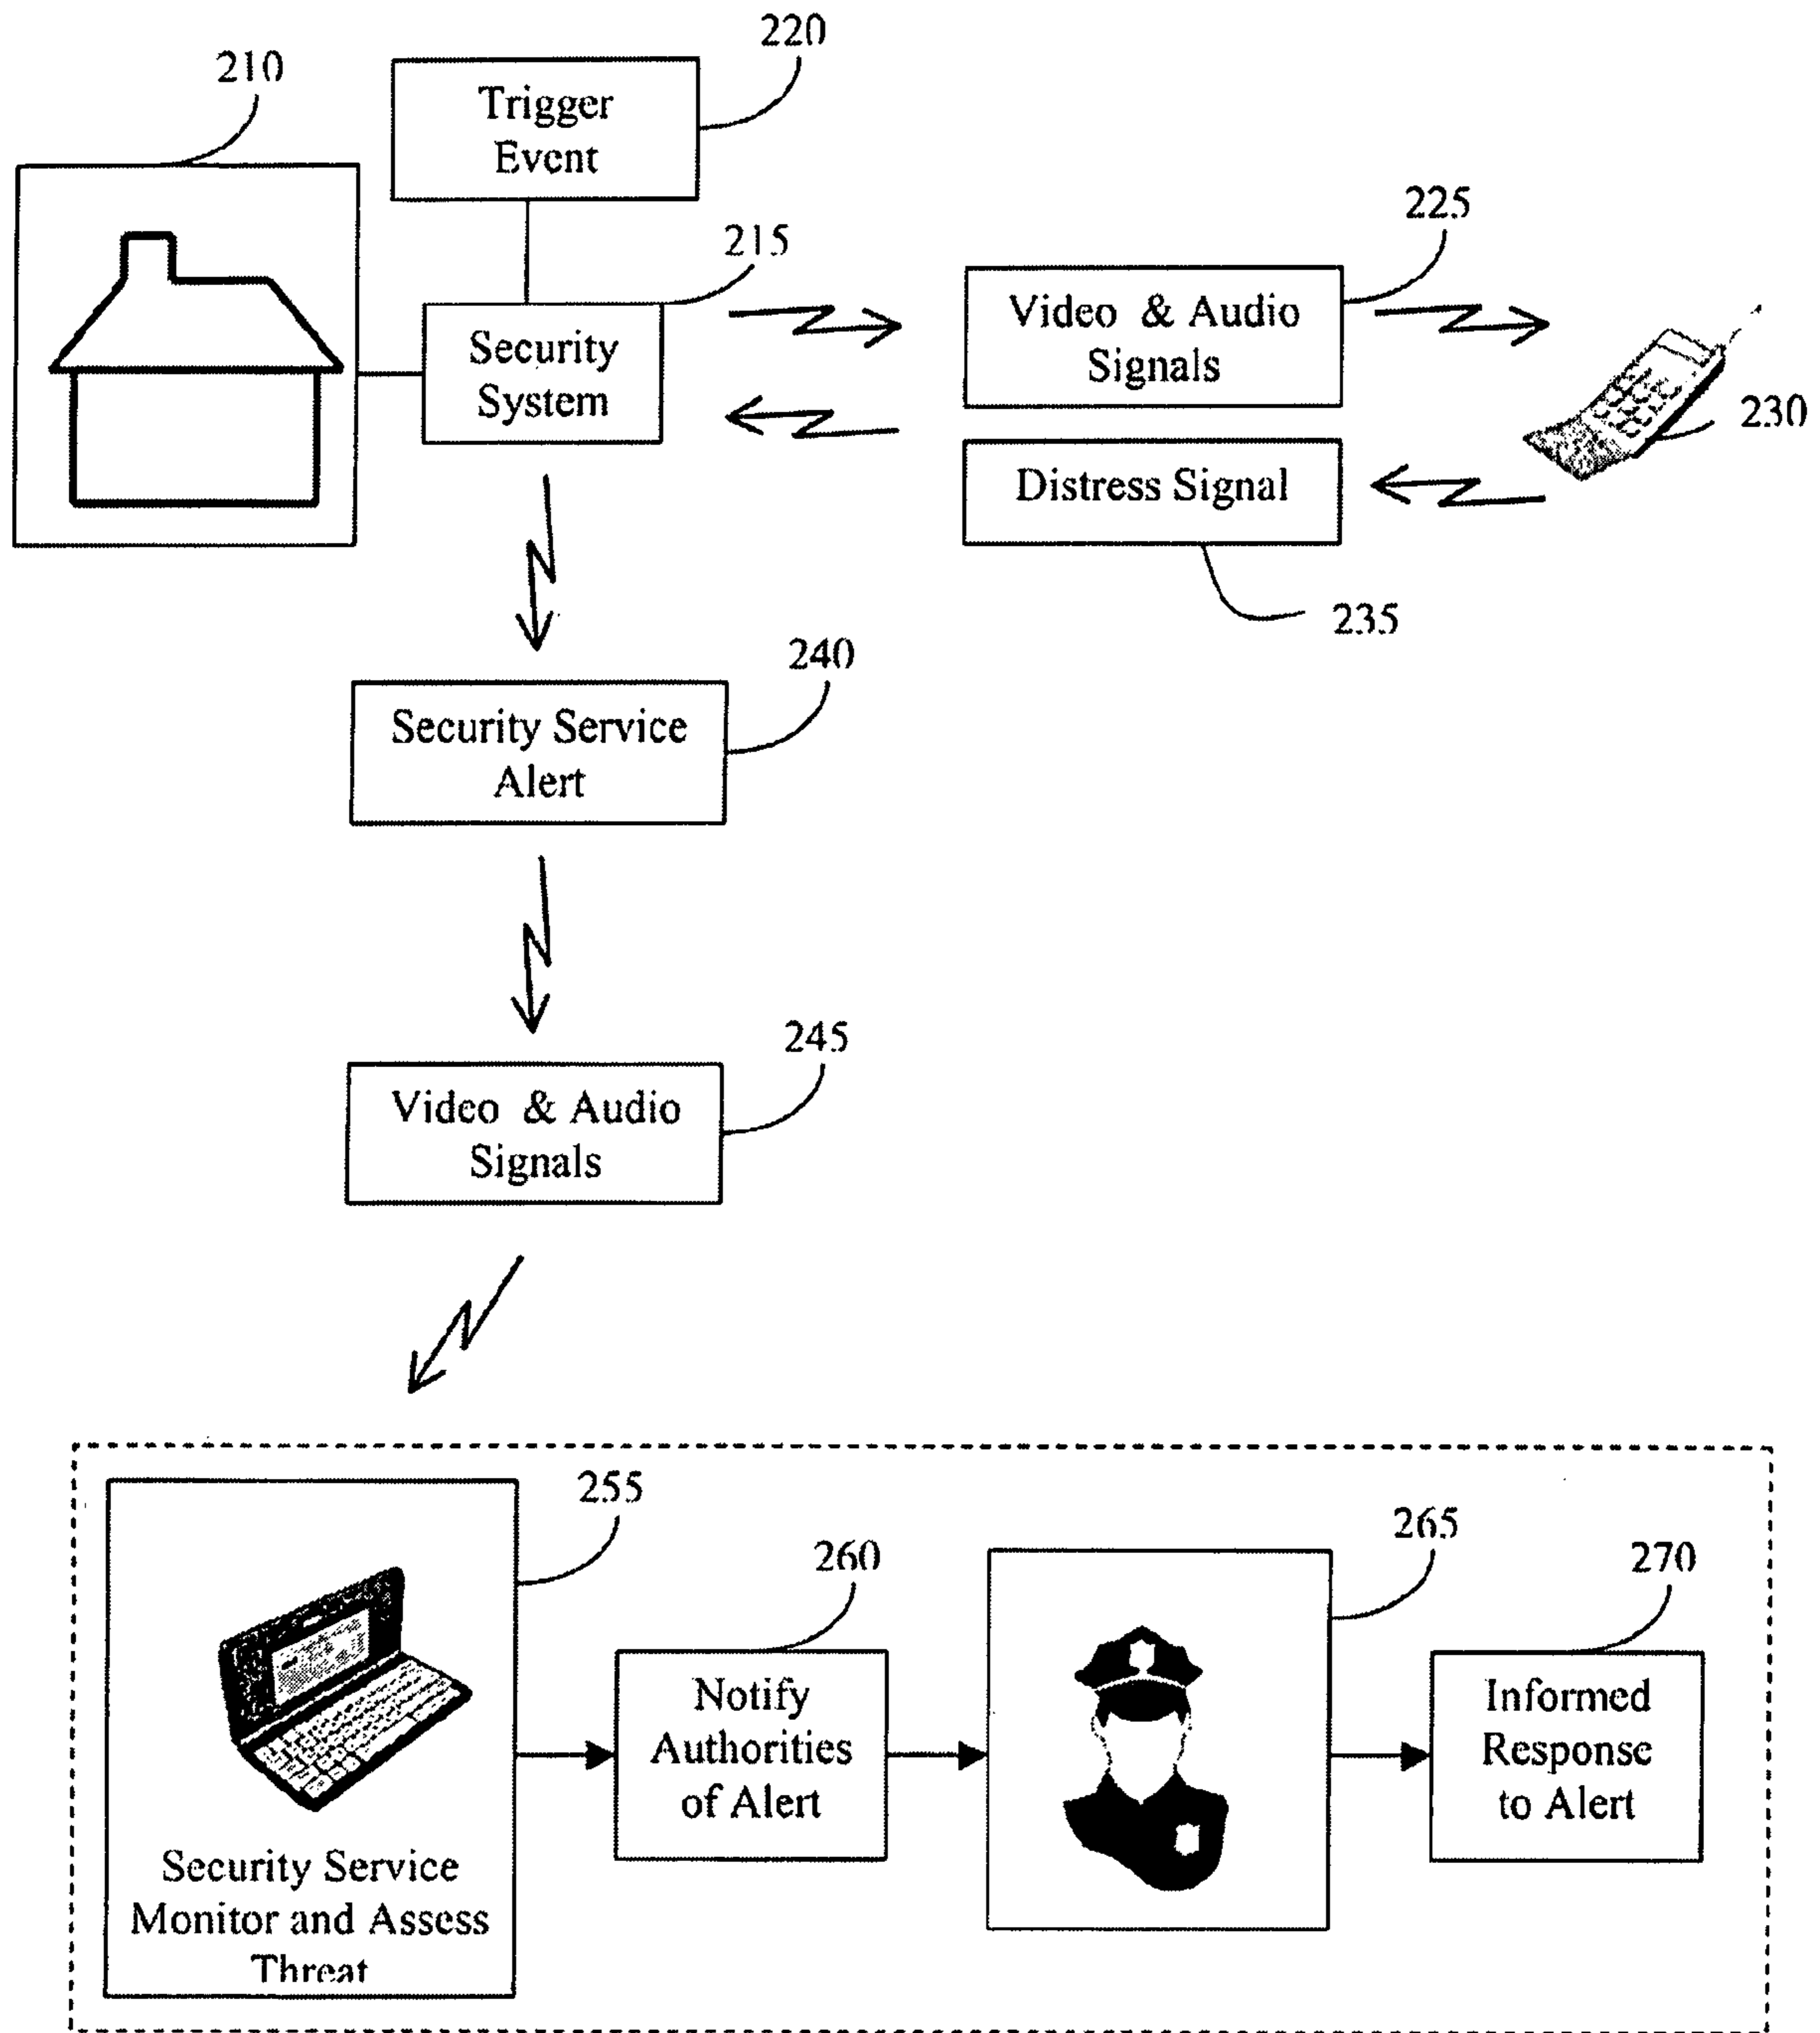 210
220
Trigger
Event
215
Security
System
225
Video & Audio
Signals
230
Distress Signal
235
240
Security Service
Alert
245
Video & Audio
Signals
255
Security Service
Monitor and Assess
Threat
260
Notify
Authorities
of Alert
265
270
Informed
Response
to Alert